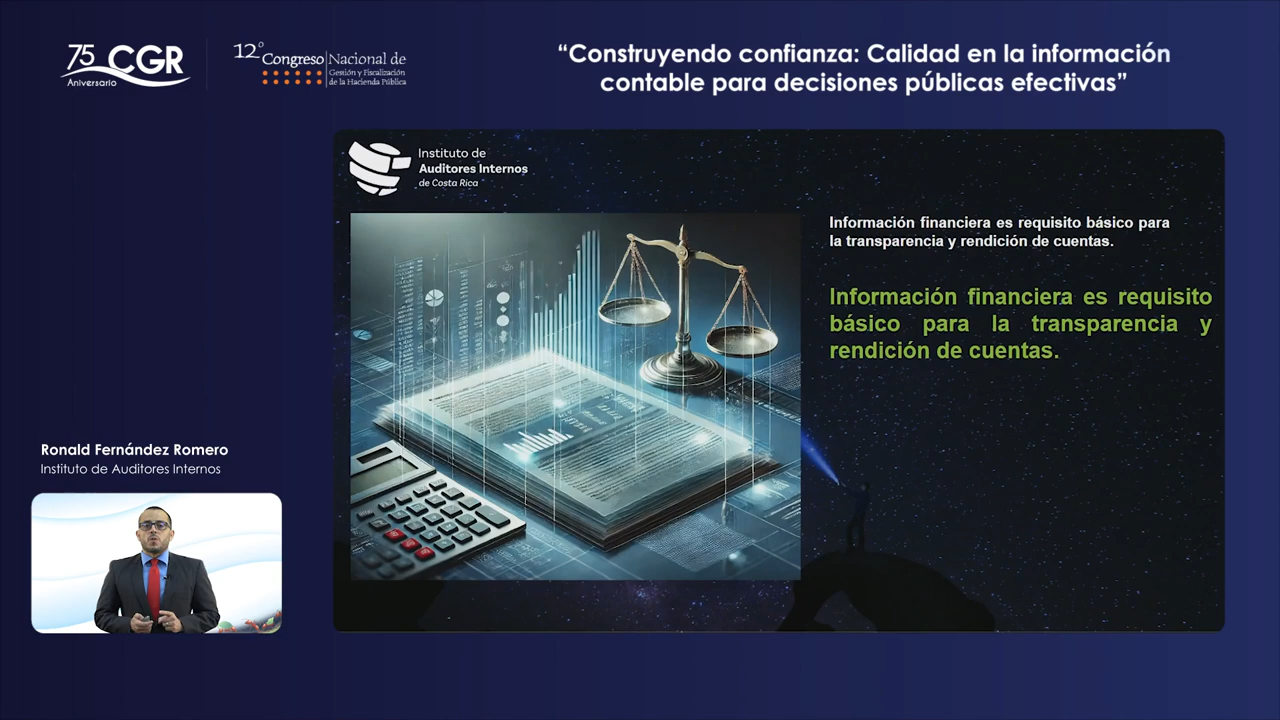 75 CGR
Aniversario
12° Congreso Nacional de
Gestión y Fiscalización
de la Hacienda Pública
“Construyendo confianza: Calidad en la información
contable para decisiones públicas efectivas”
Instituto de
Auditores Internos
de Costa Rica
Información financiera es requisito básico para
la transparencia y rendición de cuentas.
Información financiera es requisito
básico para la transparencia y
rendición de cuentas.
Ronald Fernández Romero
Instituto de Auditores Internos